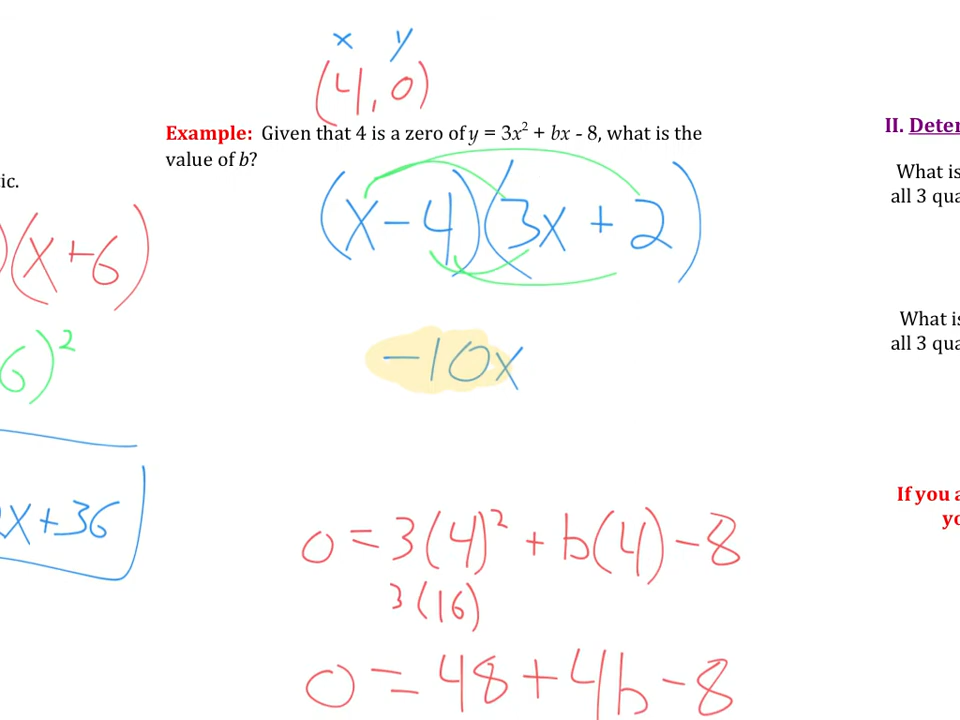 x y
(4, 0)
Example: Given that 4 is a zero of y = 3x² + bx - 8, what is the
value of b?
(x - 4)(3x + 2)
-10x
0 = 3(4)² + b(4) - 8
3(16)
0 = 48 + 4b - 8
ic.
)(x+6)
6)²
x+36
II. Deter
What is
all 3 qua
What is
all 3 qua
If you a
yo